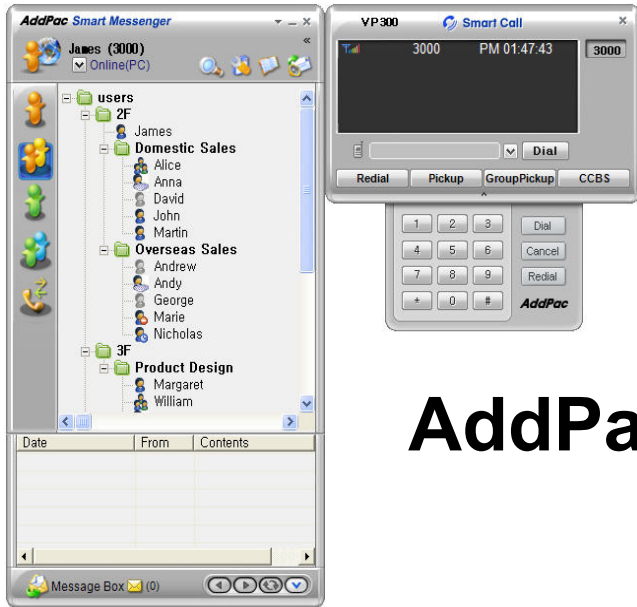 AddPac Smart Messenger
James (3000)
Online(PC)
users
2F
James
Domestic Sales
Alice
Anna
David
John
Martin
Overseas Sales
Andrew
Andy
George
Marie
Nicholas
3F
Product Design
Margaret
William
Date From Contents
Message Box (0)
VP300 Smart Call
3000 PM 01:47:43
3000
Dial
Redial Pickup GroupPickup CCBS
1 2 3 Dial
4 5 6 Cancel
7 8 9 Redial
* 0 # AddPac
AddPa